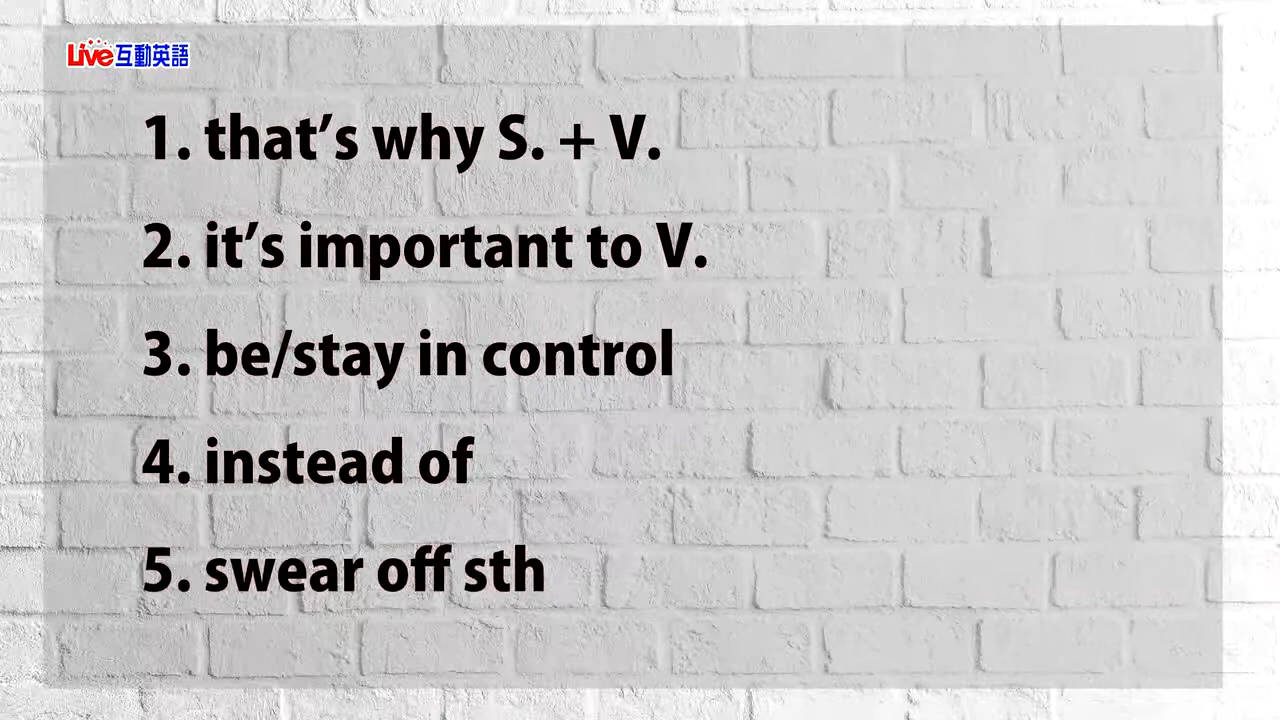 Live互動英語
1. that's why S. + V.
2. it's important to V.
3. be/stay in control
4. instead of
5. swear off sth